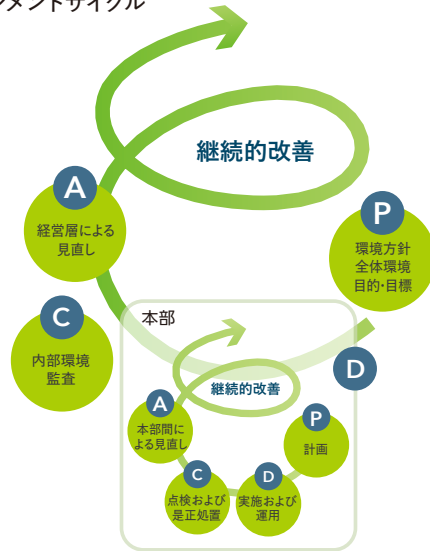 メントサイクル
継続的改善
A
経営層による
見直し
P
環境方針
全体環境
目的・目標
C
内部環境
監査
本部
D
継続的改善
A
本部間に
よる見直し
P
計画
C
点検および
是正処置
D
実施および
運用